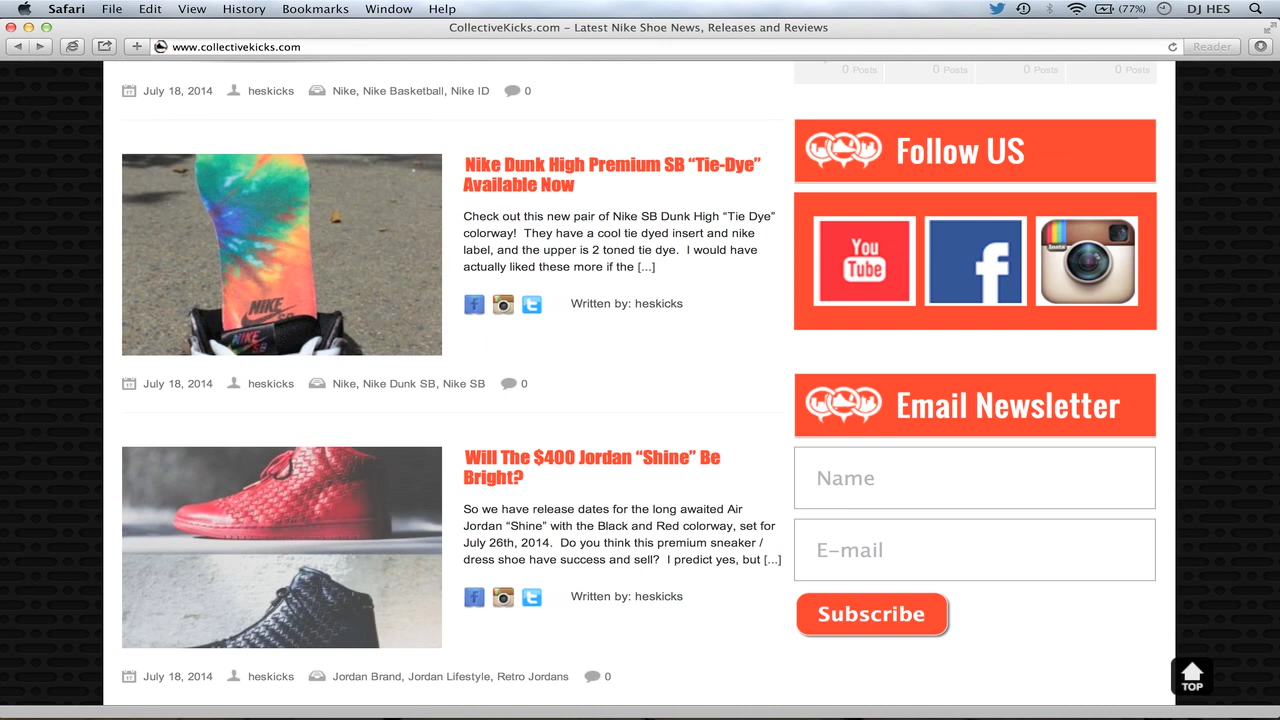 Safari File Edit View History Bookmarks Window Help (77%) DJ HES
CollectiveKicks.com – Latest Nike Shoe News, Releases and Reviews
www.collectivekicks.com Reader
0 Posts 0 Posts 0 Posts 0 Posts
July 18, 2014 heskicks Nike, Nike Basketball, Nike ID 0
Nike Dunk High Premium SB “Tie-Dye”
Available Now
Check out this new pair of Nike SB Dunk High “Tie Dye”
colorway! They have a cool tie dyed insert and nike
label, and the upper is 2 toned tie dye. I would have
actually liked these more if the [...]
Written by: heskicks
NIKE
NIKE
SB
July 18, 2014 heskicks Nike, Nike Dunk SB, Nike SB 0
Will The $400 Jordan “Shine” Be
Bright?
So we have release dates for the long awaited Air
Jordan “Shine” with the Black and Red colorway, set for
July 26th, 2014. Do you think this premium sneaker /
dress shoe have success and sell? I predict yes, but [...]
Written by: heskicks
July 18, 2014 heskicks Jordan Brand, Jordan Lifestyle, Retro Jordans 0
Follow US
You
Tube
f
Insta
Email Newsletter
Name
E-mail
Subscribe
TOP